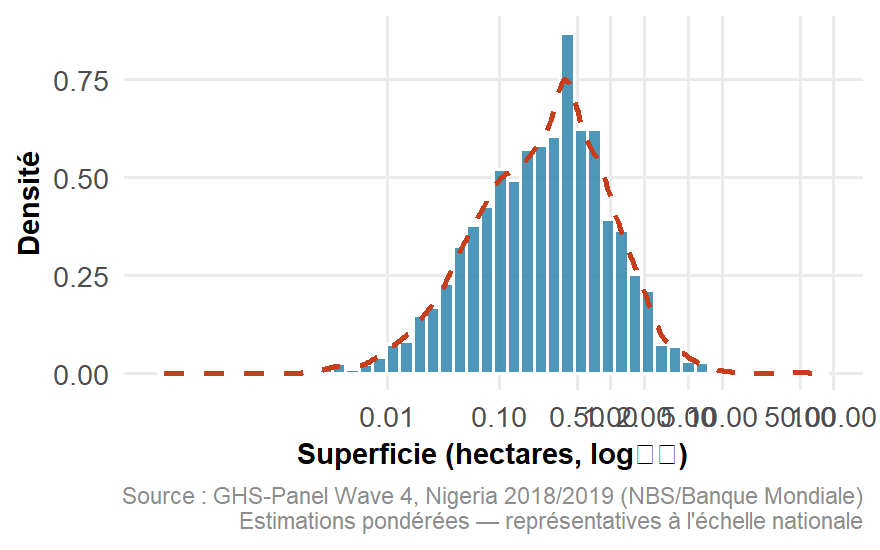 Densité
0.75
0.50
0.25
0.00
0.01 0.10 0.50 1.00 2.00 5.00 10.00 50.00 100.00
Superficie (hectares, log□□)
Source : GHS-Panel Wave 4, Nigeria 2018/2019 (NBS/Banque Mondiale)
Estimations pondérées — représentatives à l'échelle nationale